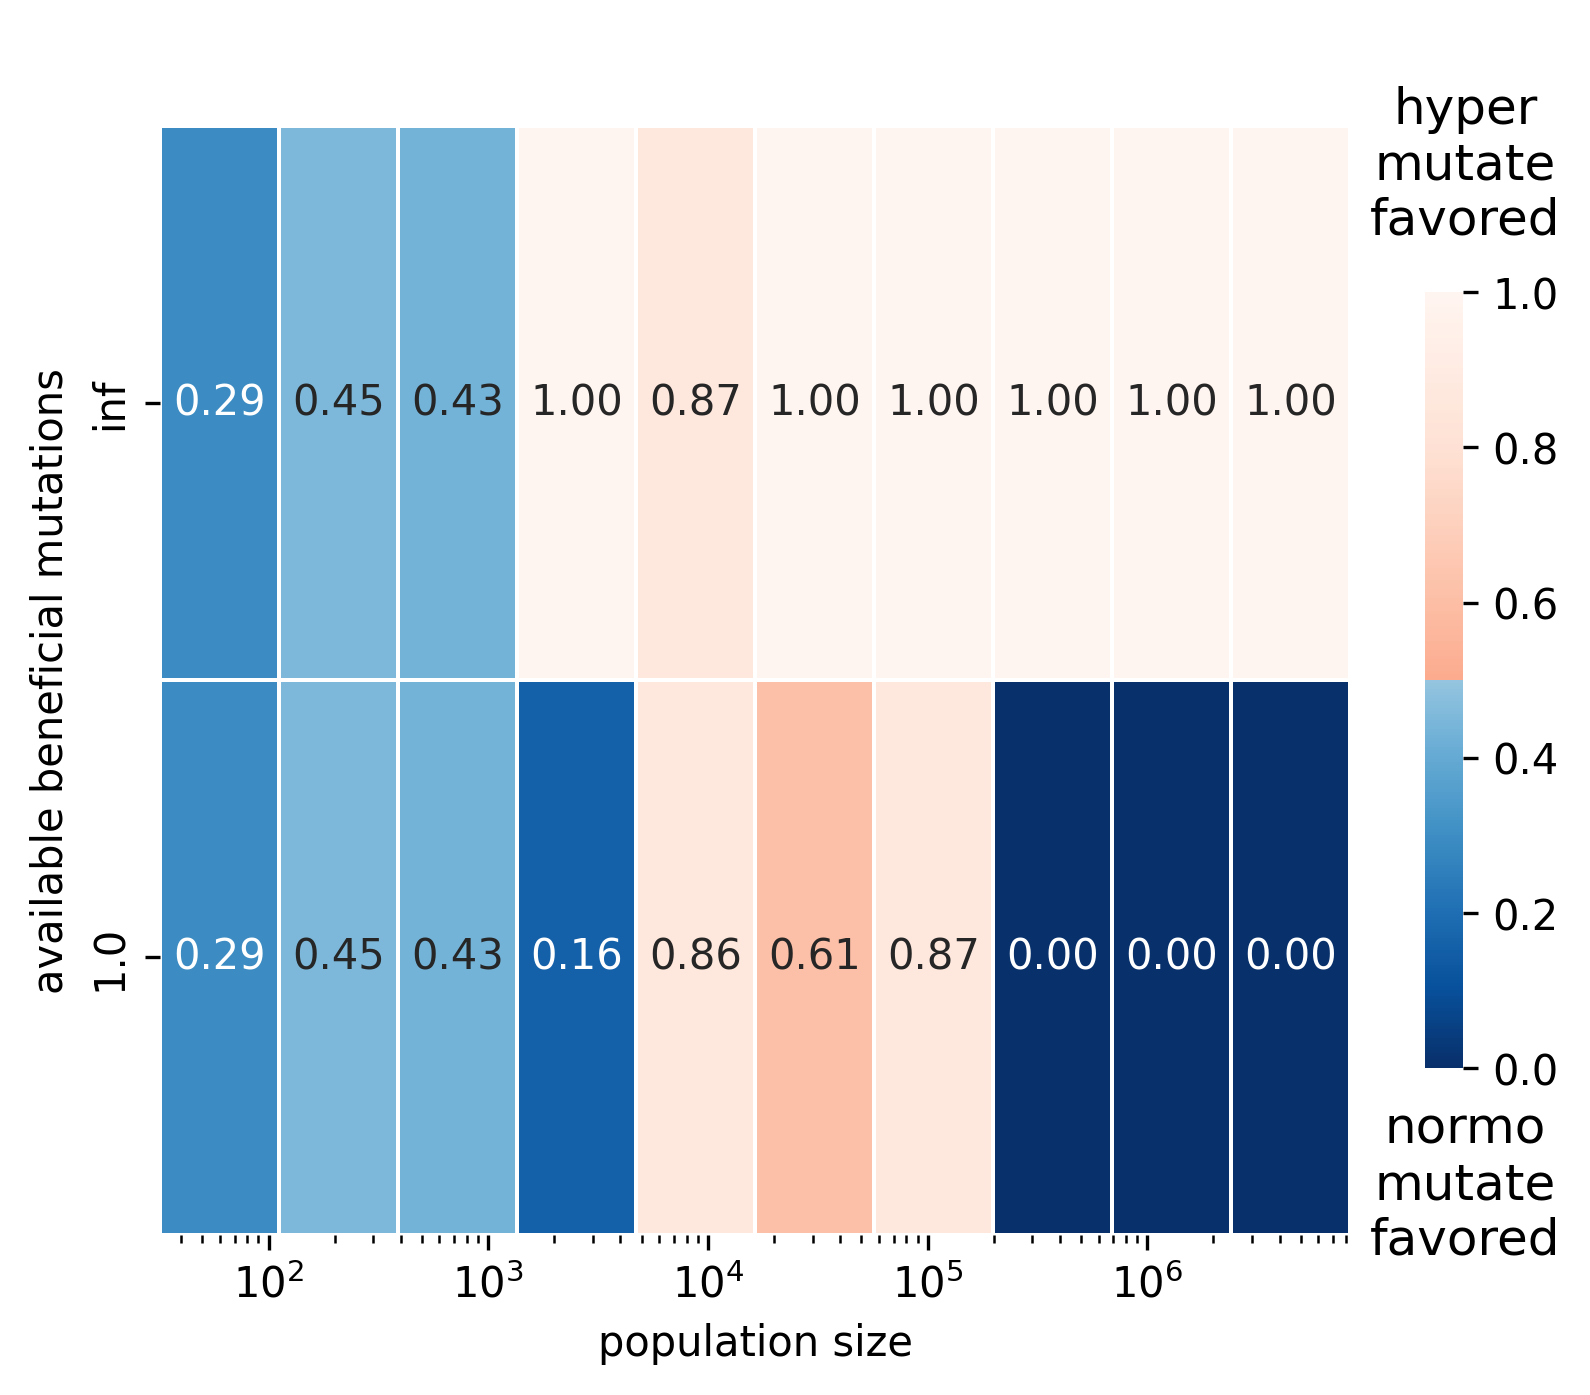 hyper
mutate
favored
available beneficial mutations
inf
0.29 0.45 0.43 1.00 0.87 1.00 1.00 1.00 1.00 1.00
1.0
0.29 0.45 0.43 0.16 0.86 0.61 0.87 0.00 0.00 0.00
1.0
0.8
0.6
0.4
0.2
0.0
normo
mutate
favored
10² 10³ 10⁴ 10⁵ 10⁶
population size